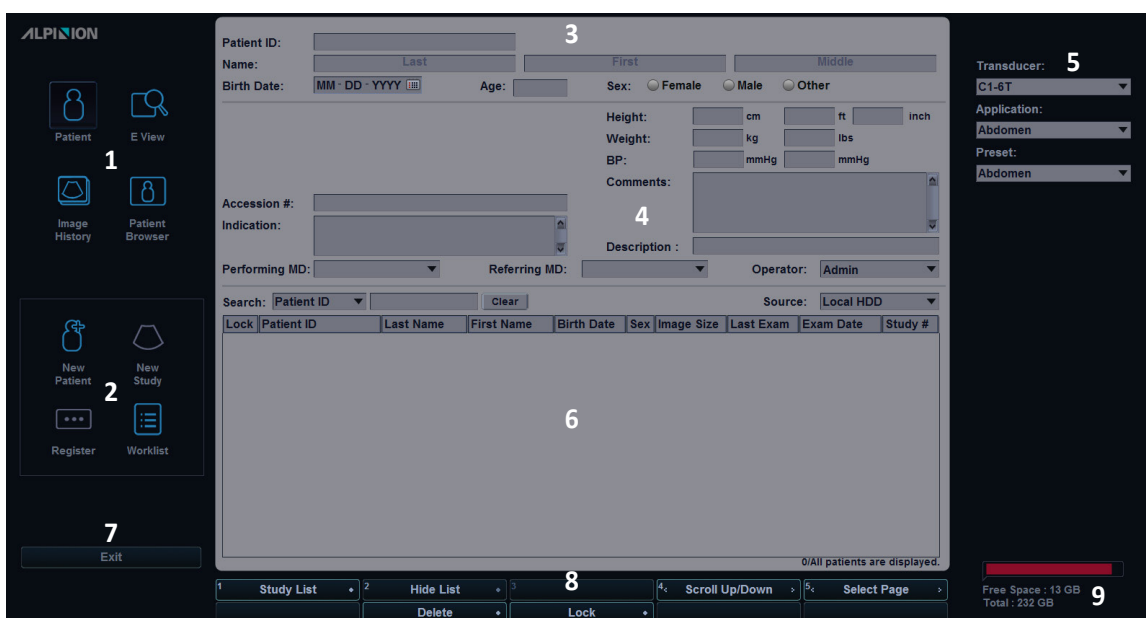 ALPINION
Patient
E View
1
Image History
Patient Browser
New Patient
New Study
2
Register
Worklist
7
Exit
3
Patient ID:
Name: Last First Middle
Birth Date: MM - DD - YYYY Age: Sex: Female Male Other
Height: cm ft inch
Weight: kg lbs
BP: mmHg mmHg
Comments:
Accession #:
Indication:
4
Description :
Performing MD: Referring MD: Operator: Admin
Search: Patient ID Clear Source: Local HDD
Lock Patient ID Last Name First Name Birth Date Sex Image Size Last Exam Exam Date Study #
6
0/All patients are displayed.
8
1 Study List 2 Hide List 3 4 Scroll Up/Down 5 Select Page
Delete Lock
5
Transducer:
C1-6T
Application:
Abdomen
Preset:
Abdomen
Free Space : 13 GB
Total : 232 GB
9